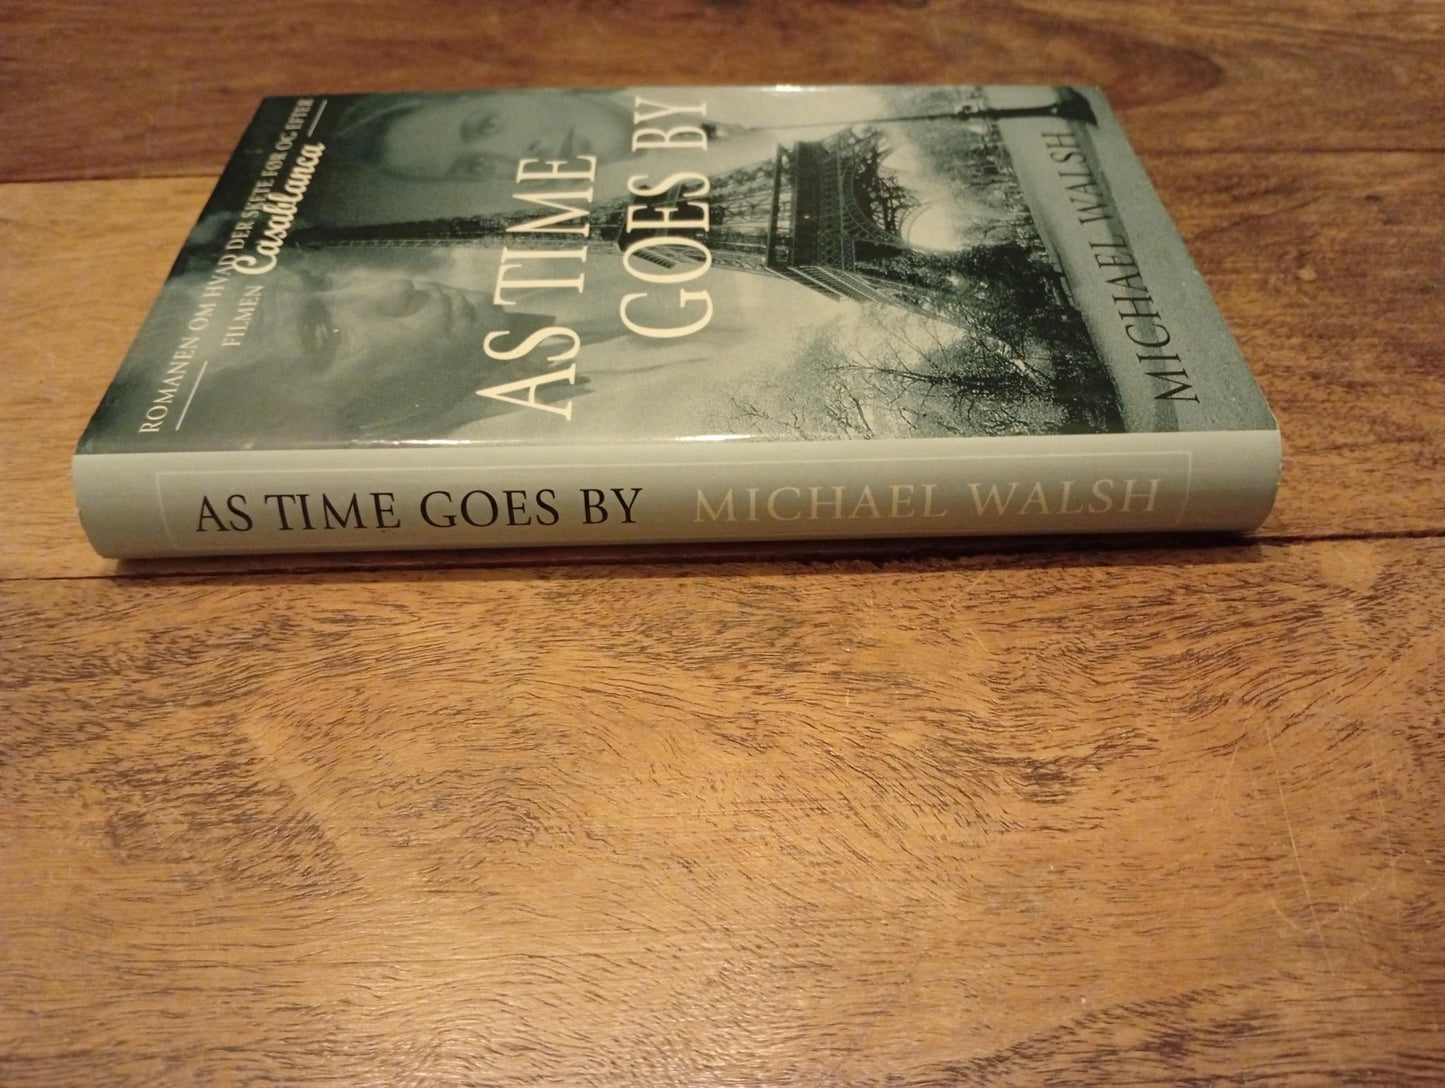 ROMANEN OM HVAD DER SKETE FØR OG EFTER
FILMEN Casablanca
AS TIME
GOES BY
MICHAEL WALSH
AS TIME GOES BY MICHAEL WALSH